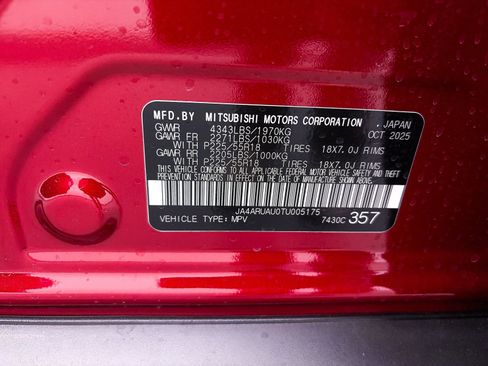 MFD.BY MITSUBISHI MOTORS CORPORATION, JAPAN
GVWR 4343LBS/1970KG OCT 2025
GAWR FR 2271LBS/1030KG
WITH P225/55R18 TIRES 18X7.0J RIMS
GAWR RR 2205LBS/1000KG
WITH P225/55R18 TIRES 18X7.0J RIMS
THIS VEHICLE CONFORMS TO ALL APPLICABLE FEDERAL MOTOR VEHICLE SAFETY AND THEFT
PREVENTION STANDARDS IN EFFECT ON THE DATE OF MANUFACTURE SHOWN ABOVE.
JA4ARUAU0TU005175
VEHICLE TYPE: MPV 7430C 357